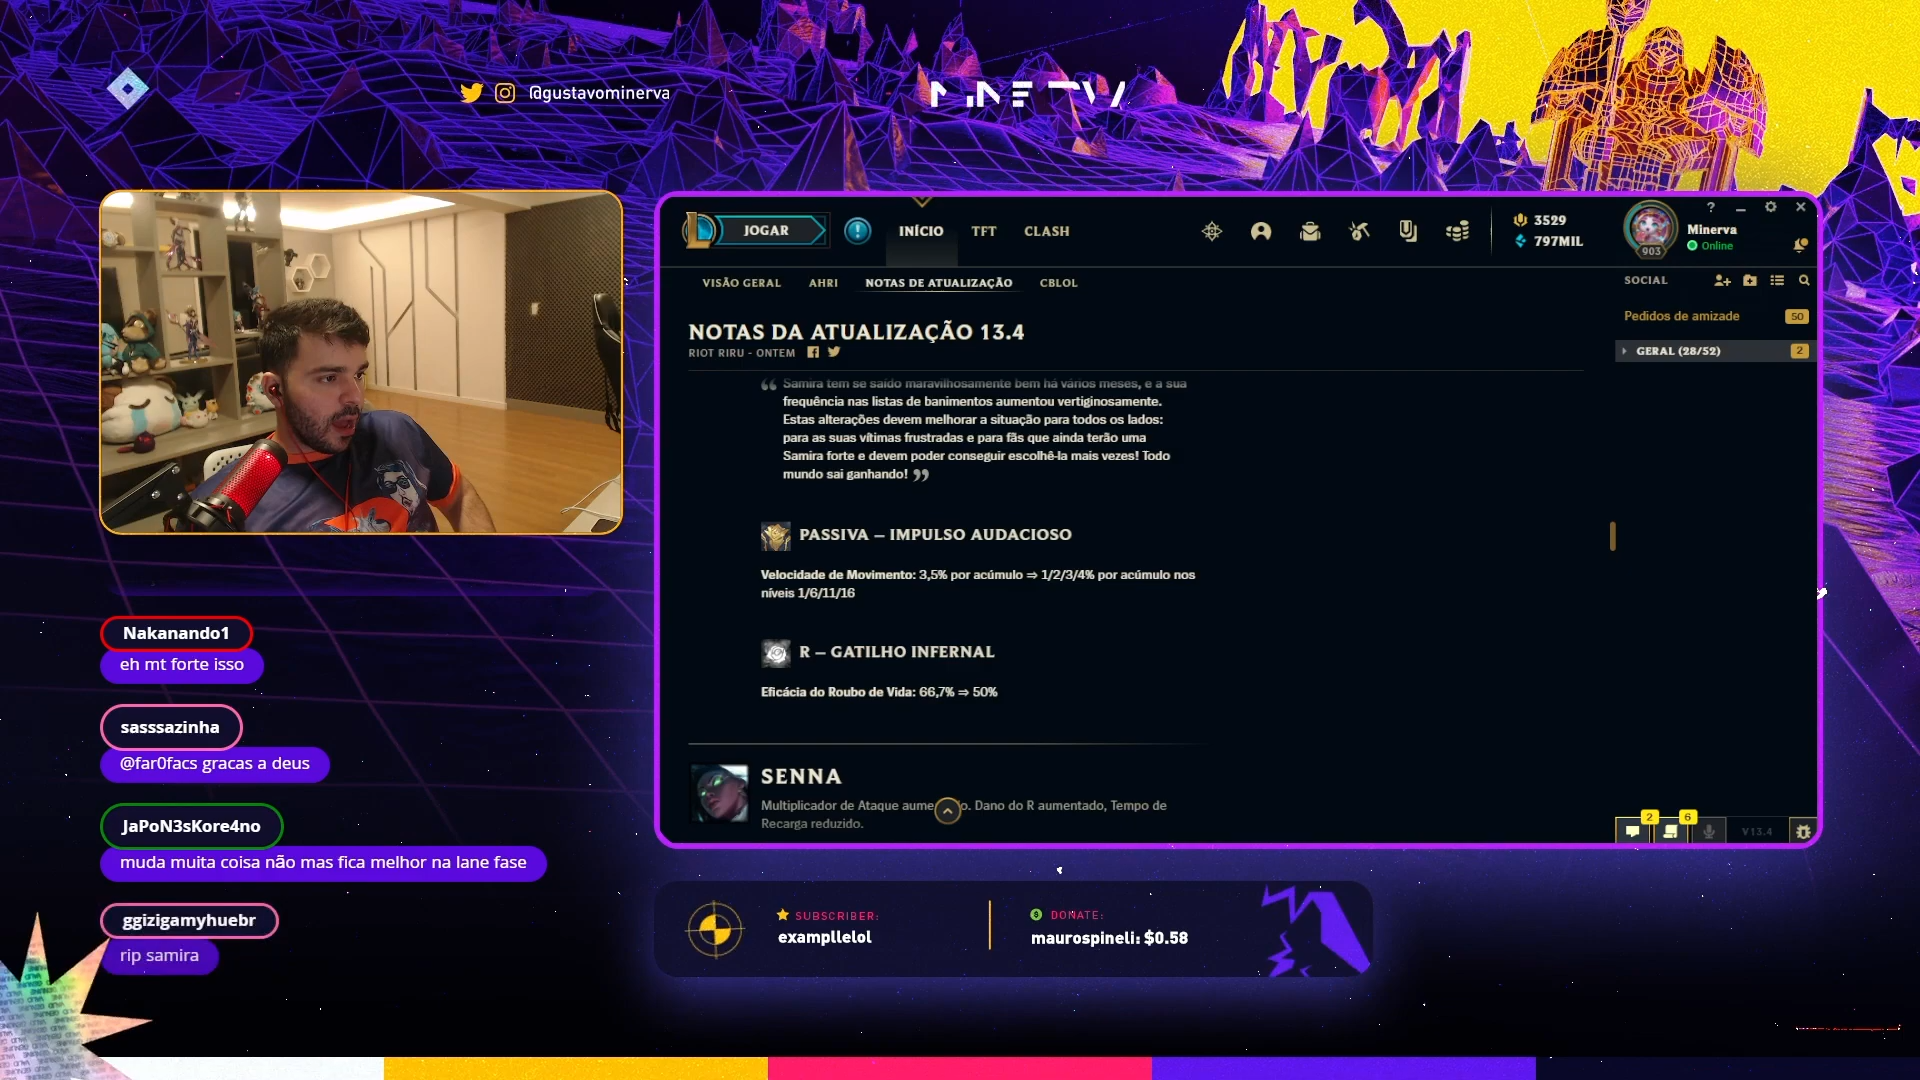 @gustavominerva
JOGAR
INÍCIO
TFT
CLASH
3529
797MIL
903
Minerva
Online
?
VISÃO GERAL
AHRI
NOTAS DE ATUALIZAÇÃO
CBLOL
SOCIAL
Pedidos de amizade
50
GERAL (28/52)
2
NOTAS DA ATUALIZAÇÃO 13.4
RIOT RIRU - ONTEM
“ Samira tem se saído maravilhosamente bem há vários meses, e a sua
frequência nas listas de banimentos aumentou vertiginosamente.
Estas alterações devem melhorar a situação para todos os lados:
para as suas vítimas frustradas e para fãs que ainda terão uma
Samira forte e devem poder conseguir escolhê-la mais vezes! Todo
mundo sai ganhando! ”
PASSIVA – IMPULSO AUDACIOSO
Velocidade de Movimento: 3,5% por acúmulo ⇒ 1/2/3/4% por acúmulo nos
níveis 1/6/11/16
R – GATILHO INFERNAL
Eficácia do Roubo de Vida: 66,7% ⇒ 50%
SENNA
Multiplicador de Ataque aume o. Dano do R aumentado, Tempo de
Recarga reduzido.
2
6
V13.4
Nakanando1
eh mt forte isso
sasssazinha
@far0facs gracas a deus
JaPoN3sKore4no
muda muita coisa não mas fica melhor na lane fase
ggizigamyhuebr
rip samira
SUBSCRIBER:
exampllelol
DONATE:
maurospineli: $0.58